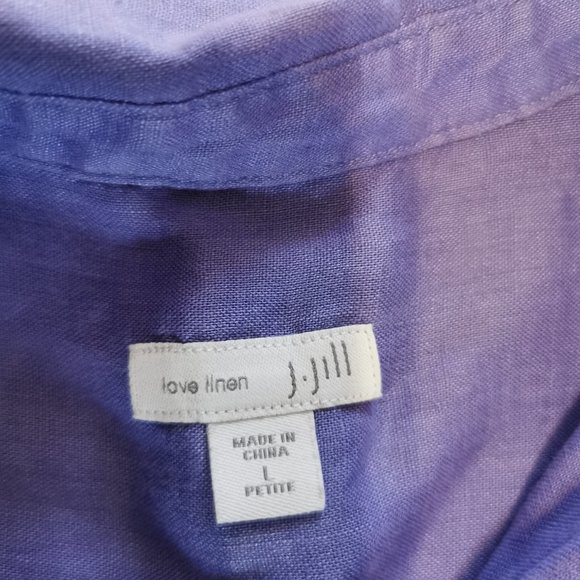 love linen J.Jill
MADE IN
CHINA
L
PETITE